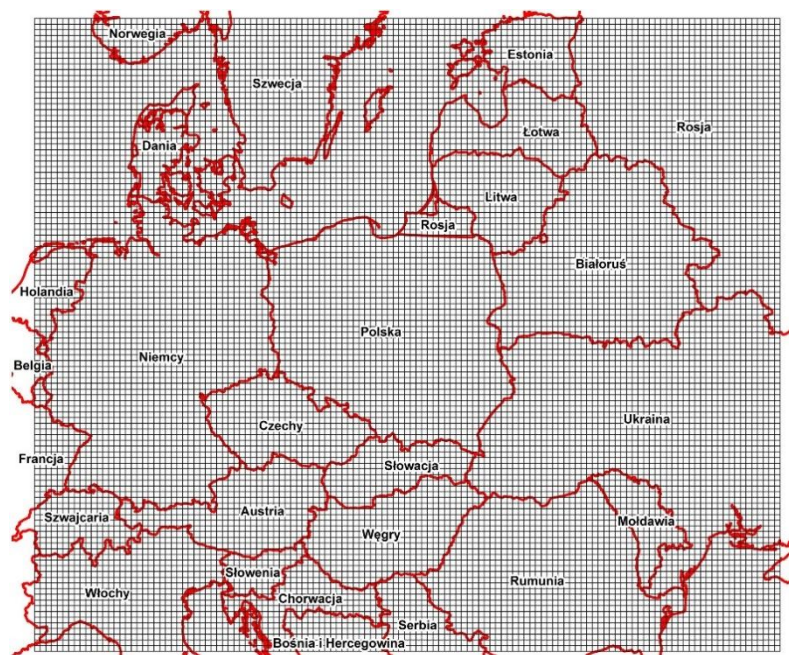 Norwegia
Estonia
Szwecja
Rosja
Łotwa
Dania
Litwa
Rosja
Białoruś
Holandia
Polska
Niemcy
Belgia
Ukraina
Czechy
Francja
Słowacja
Austria
Szwajcaria
Mołdawia
Węgry
Słowenia
Rumunia
Włochy
Chorwacja
Serbia
Bośnia i Hercegowina